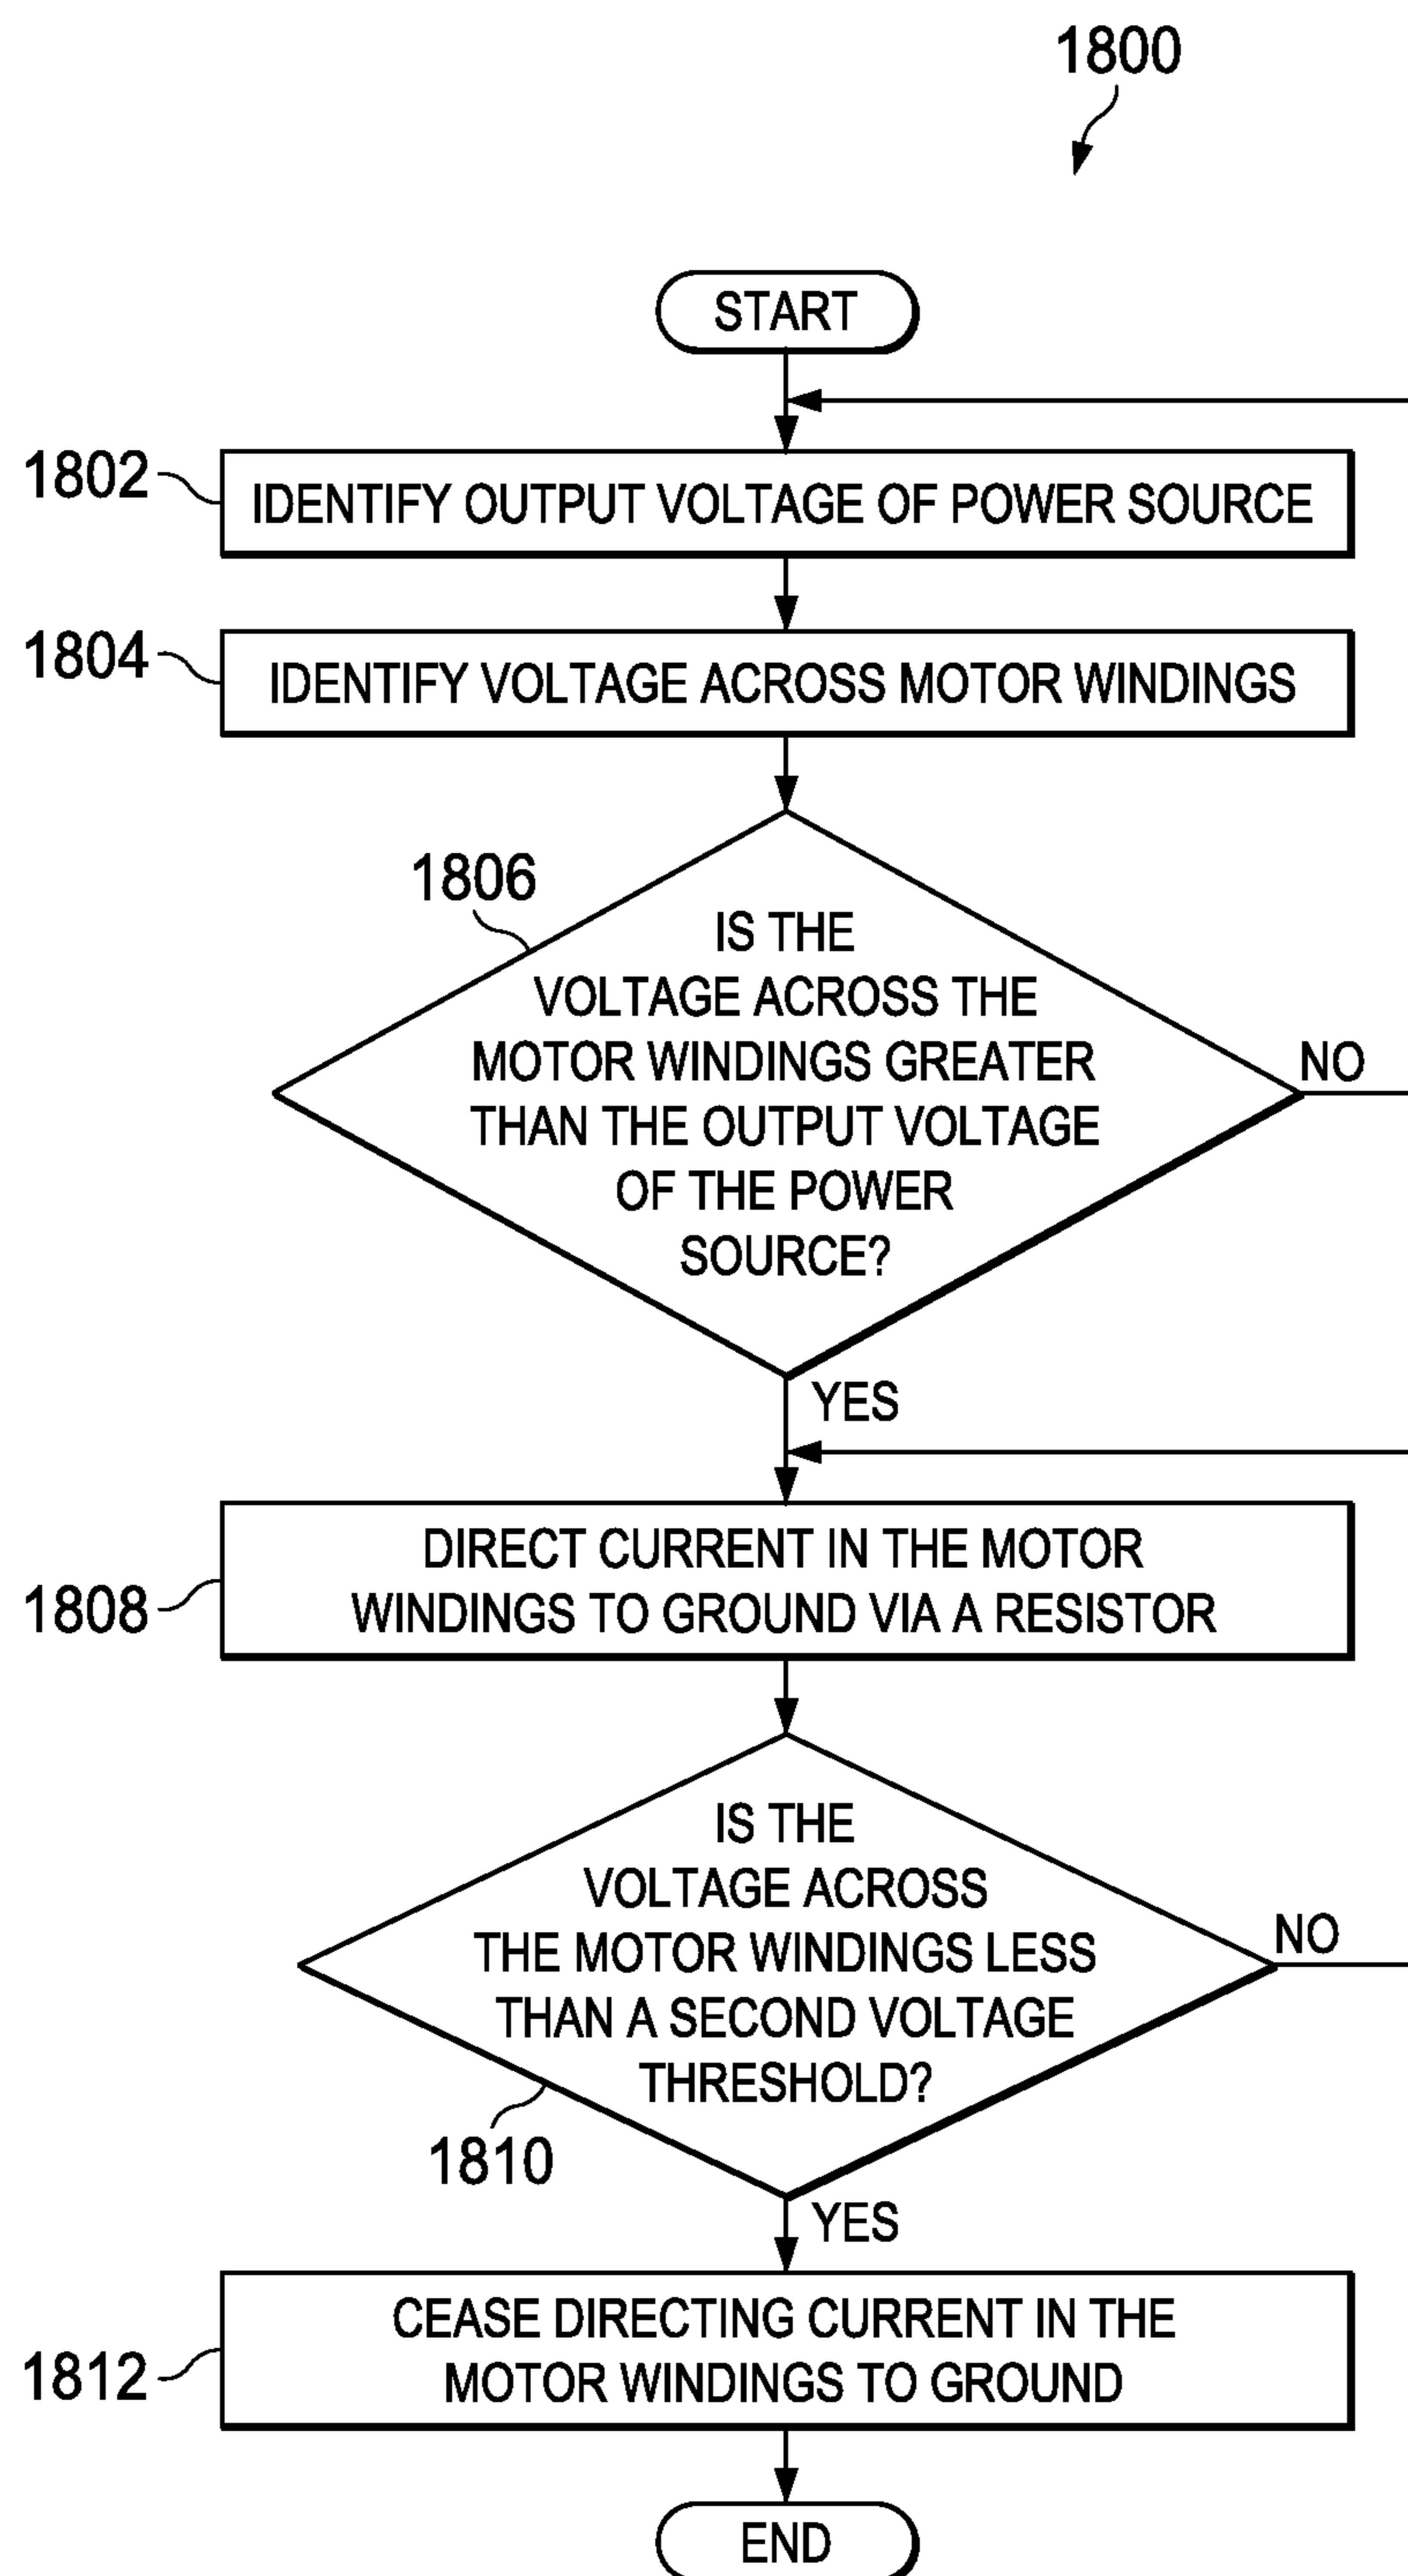 1800
START
1802
IDENTIFY OUTPUT VOLTAGE OF POWER SOURCE
1804
IDENTIFY VOLTAGE ACROSS MOTOR WINDINGS
1806
IS THE
VOLTAGE ACROSS THE
MOTOR WINDINGS GREATER
THAN THE OUTPUT VOLTAGE
OF THE POWER
SOURCE?
NO
YES
1808
DIRECT CURRENT IN THE MOTOR
WINDINGS TO GROUND VIA A RESISTOR
IS THE
VOLTAGE ACROSS
THE MOTOR WINDINGS LESS
THAN A SECOND VOLTAGE
THRESHOLD?
NO
1810
YES
1812
CEASE DIRECTING CURRENT IN THE
MOTOR WINDINGS TO GROUND
END